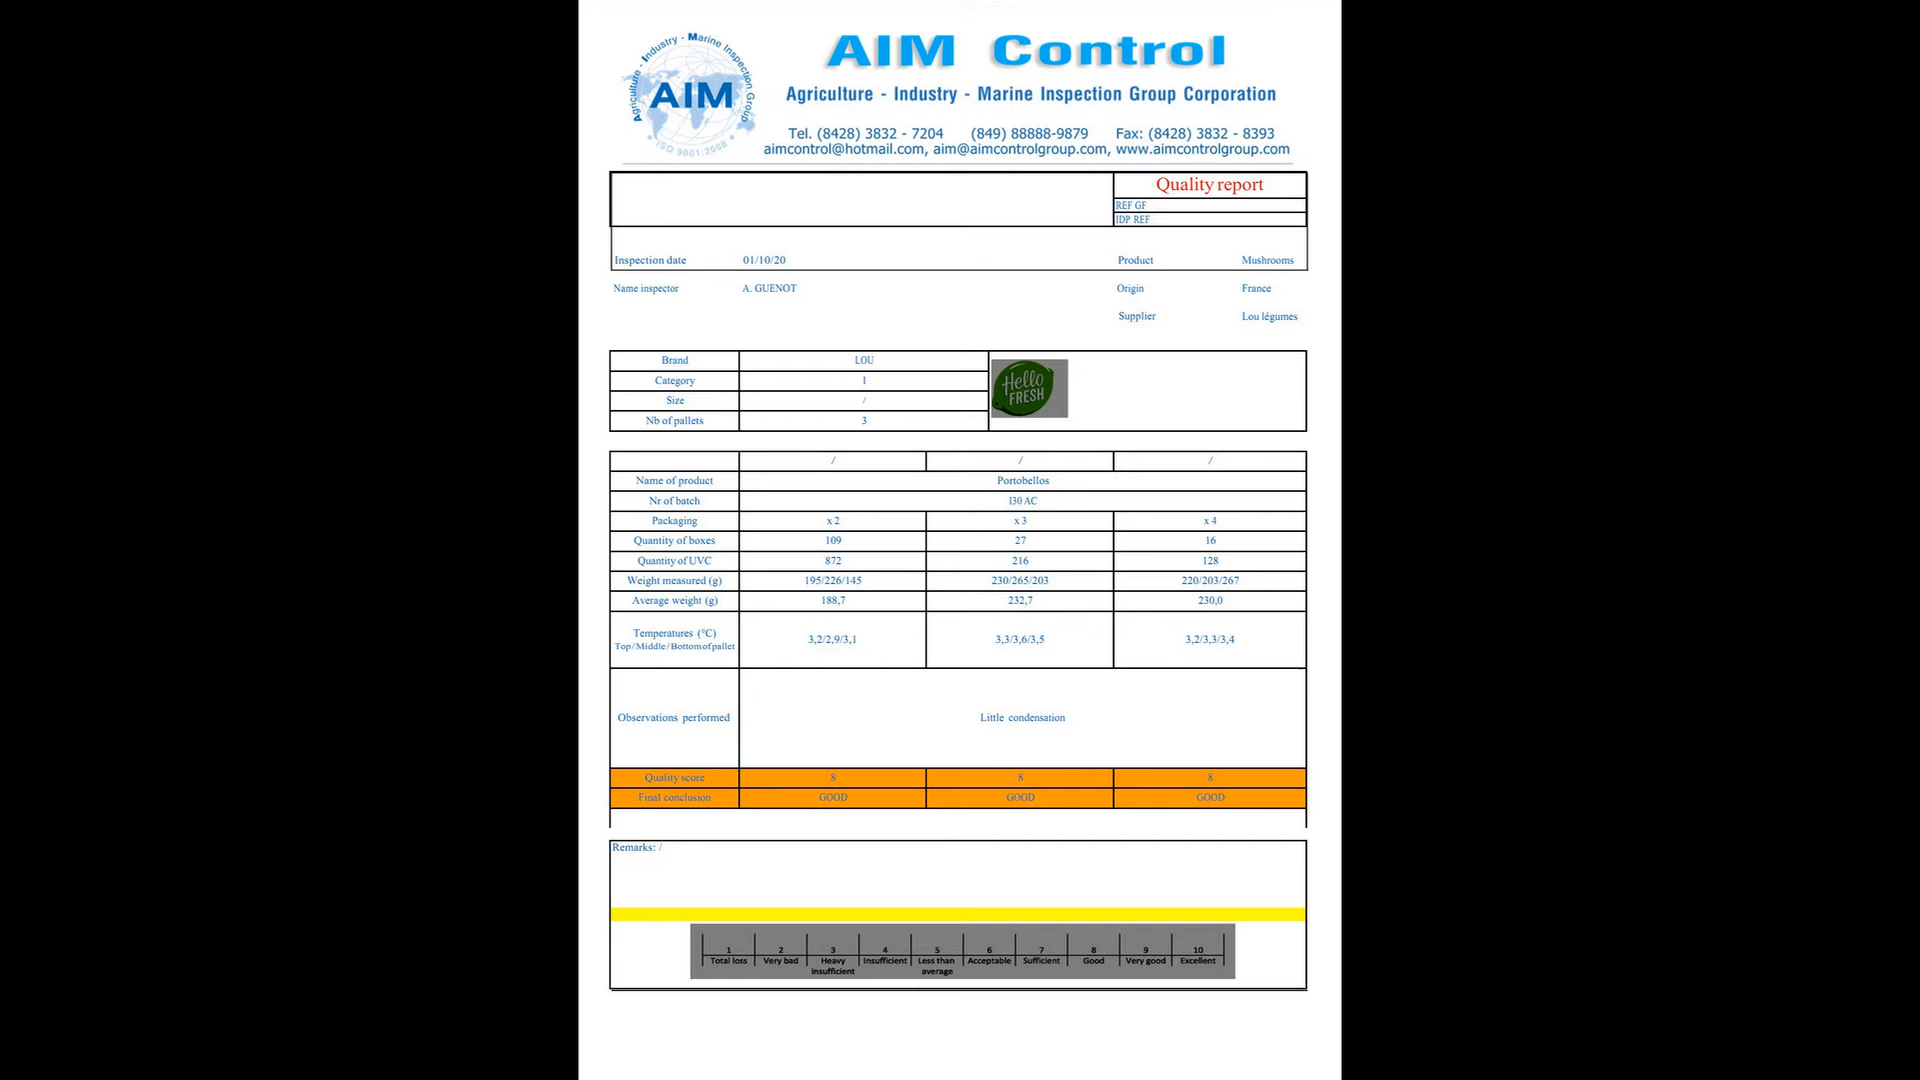 AIM Control
Agriculture - Industry - Marine Inspection Group Corporation
Tel. (8428) 3832 - 7204 (849) 88888-9879 Fax: (8428) 3832 - 8393
aimcontrol@hotmail.com, aim@aimcontrolgroup.com, www.aimcontrolgroup.com
Agriculture - Industry - Marine Inspection Group
AIM
ISO 9001:2008
Quality report
REF GF
IDP REF
Inspection date 01/10/20 Product Mushrooms
Name inspector A. GUENOT Origin France
Supplier Lou légumes
Brand LOU
Category 1
Size /
Nb of pallets 3
Hello
FRESH
/ / /
Name of product Portobellos
Nr of batch I30 AC
Packaging x 2 x 3 x 4
Quantity of boxes 109 27 16
Quantity of UVC 872 216 128
Weight measured (g) 195/226/145 230/265/203 220/203/267
Average weight (g) 188,7 232,7 230,0
Temperatures (°C)
Top / Middle / Bottom of pallet 3,2/2,9/3,1 3,3/3,6/3,5 3,2/3,3/3,4
Observations performed Little condensation
Quality score 8 8 8
Final conclusion GOOD GOOD GOOD
Remarks: /
1 2 3 4 5 6 7 8 9 10
Total loss Very bad Heavy insufficient Insufficient Less than average Acceptable Sufficient Good Very good Excellent